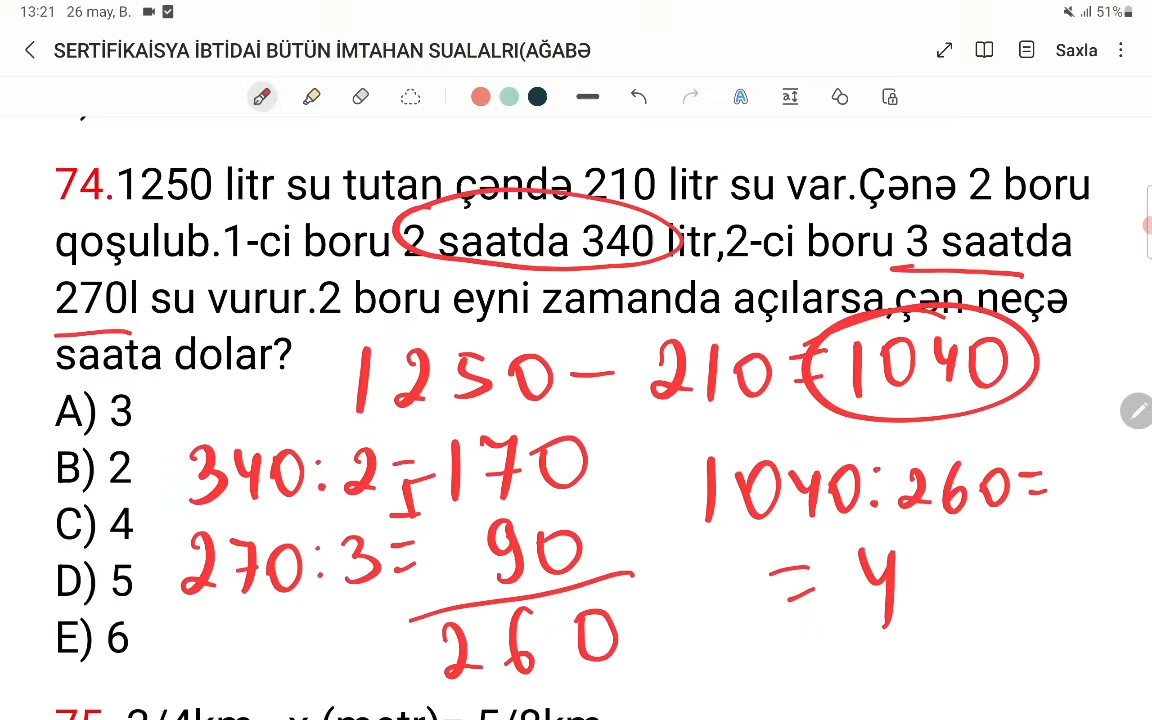 13:21 26 may, B. 51%
SERTİFİKAİSYA İBTİDAİ BÜTÜN İMTAHAN SUALALRI(AĞABƏ
Saxla
74.1250 litr su tutan çəndə 210 litr su var.Çənə 2 boru
qoşulub.1-ci boru 2 saatda 340 litr,2-ci boru 3 saatda
270l su vurur.2 boru eyni zamanda açılarsa,çən neçə
saata dolar?
1250 - 210 = 1040
A) 3
B) 2
C) 4
D) 5
E) 6
340:2=170
270:3= 90
260
1040:260=
= 4